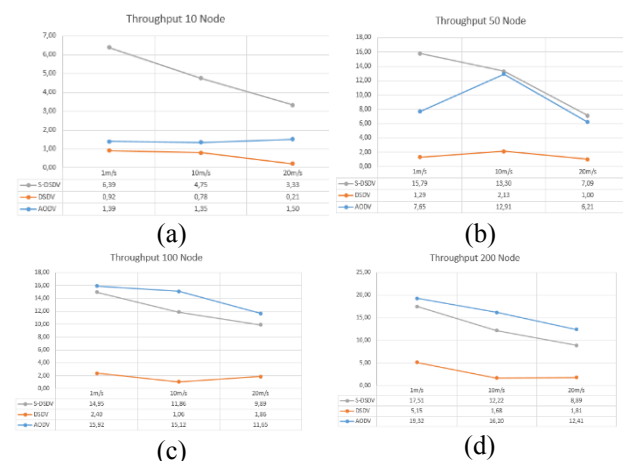 Throughput 10 Node
7,00
6,00
5,00
4,00
3,00
2,00
1,00
0,00
1m/s 10m/s 20m/s
S-DSDV 6,39 4,75 3,33
DSDV 0,92 0,78 0,21
AODV 1,39 1,35 1,50
(a)
Throughput 50 Node
18,00
16,00
14,00
12,00
10,00
8,00
6,00
4,00
2,00
0,00
1m/s 10m/s 20m/s
S-DSDV 15,79 13,30 7,09
DSDV 1,29 2,13 1,00
AODV 7,65 12,91 6,21
(b)
Throughput 100 Node
18,00
16,00
14,00
12,00
10,00
8,00
6,00
4,00
2,00
0,00
1m/s 10m/s 20m/s
S-DSDV 14,95 11,86 9,89
DSDV 2,40 1,06 1,86
AODV 15,92 15,12 11,65
(c)
Throughput 200 Node
25,00
20,00
15,00
10,00
5,00
0,00
1m/s 10m/s 20m/s
S-DSDV 17,51 12,22 8,89
DSDV 5,15 1,68 1,81
AODV 19,32 16,20 12,41
(d)